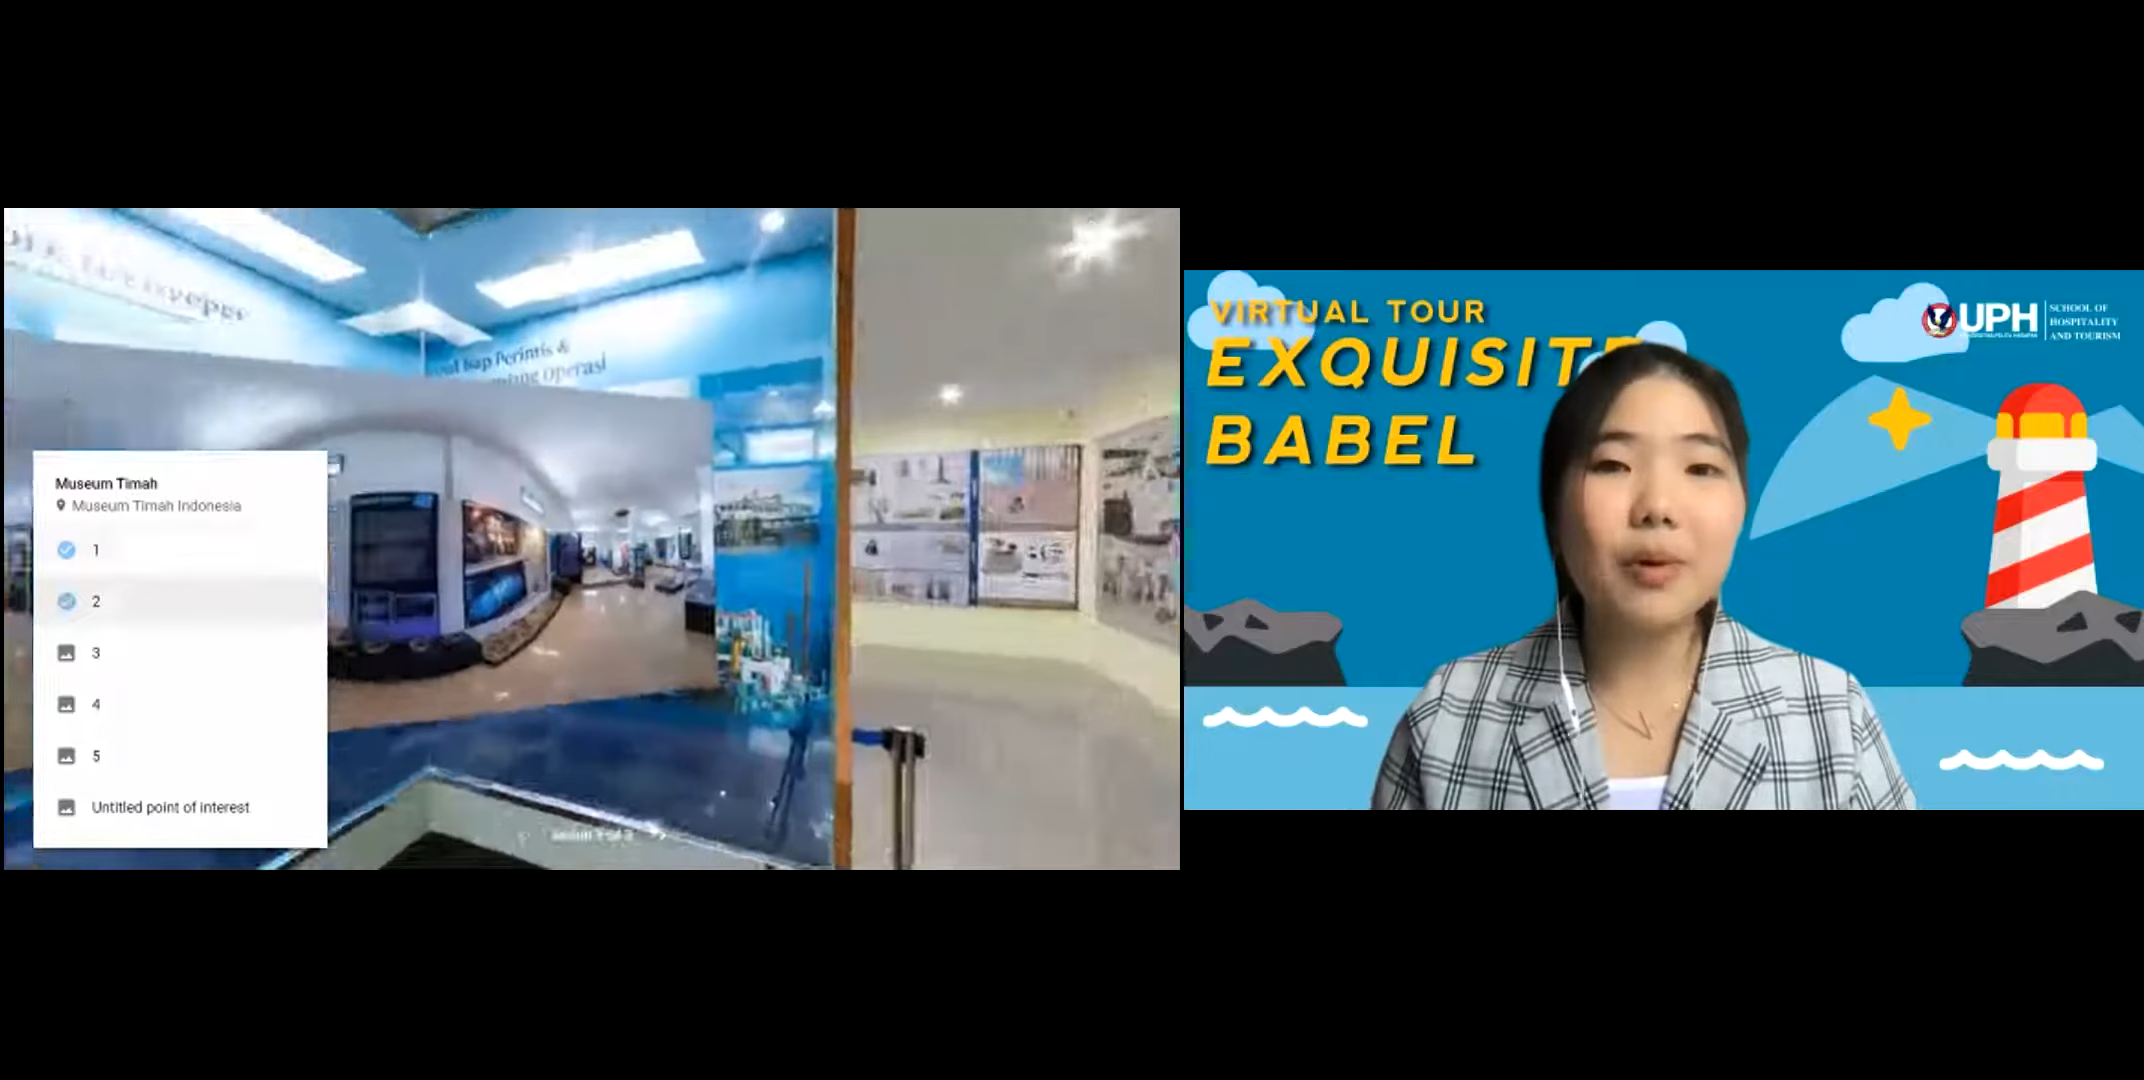 Perintis &
Operasi
Museum Timah
Museum Timah Indonesia
1
2
3
4
5
Untitled point of interest
VIRTUAL TOUR
EXQUISITE
BABEL
UPH
SCHOOL OF
HOSPITALITY
AND TOURISM